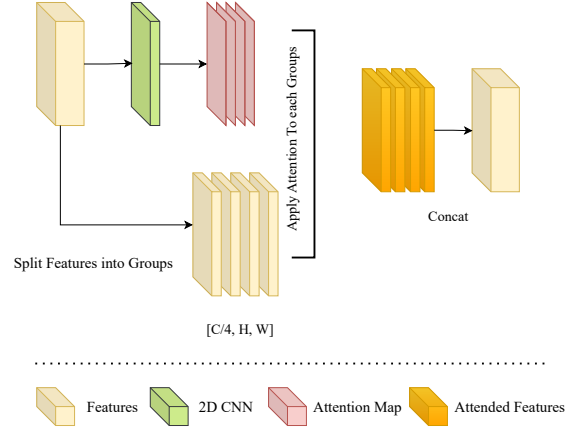 Apply Attention To each Groups
Concat
Split Features into Groups
[C/4, H, W]
Features
2D CNN
Attention Map
Attended Features